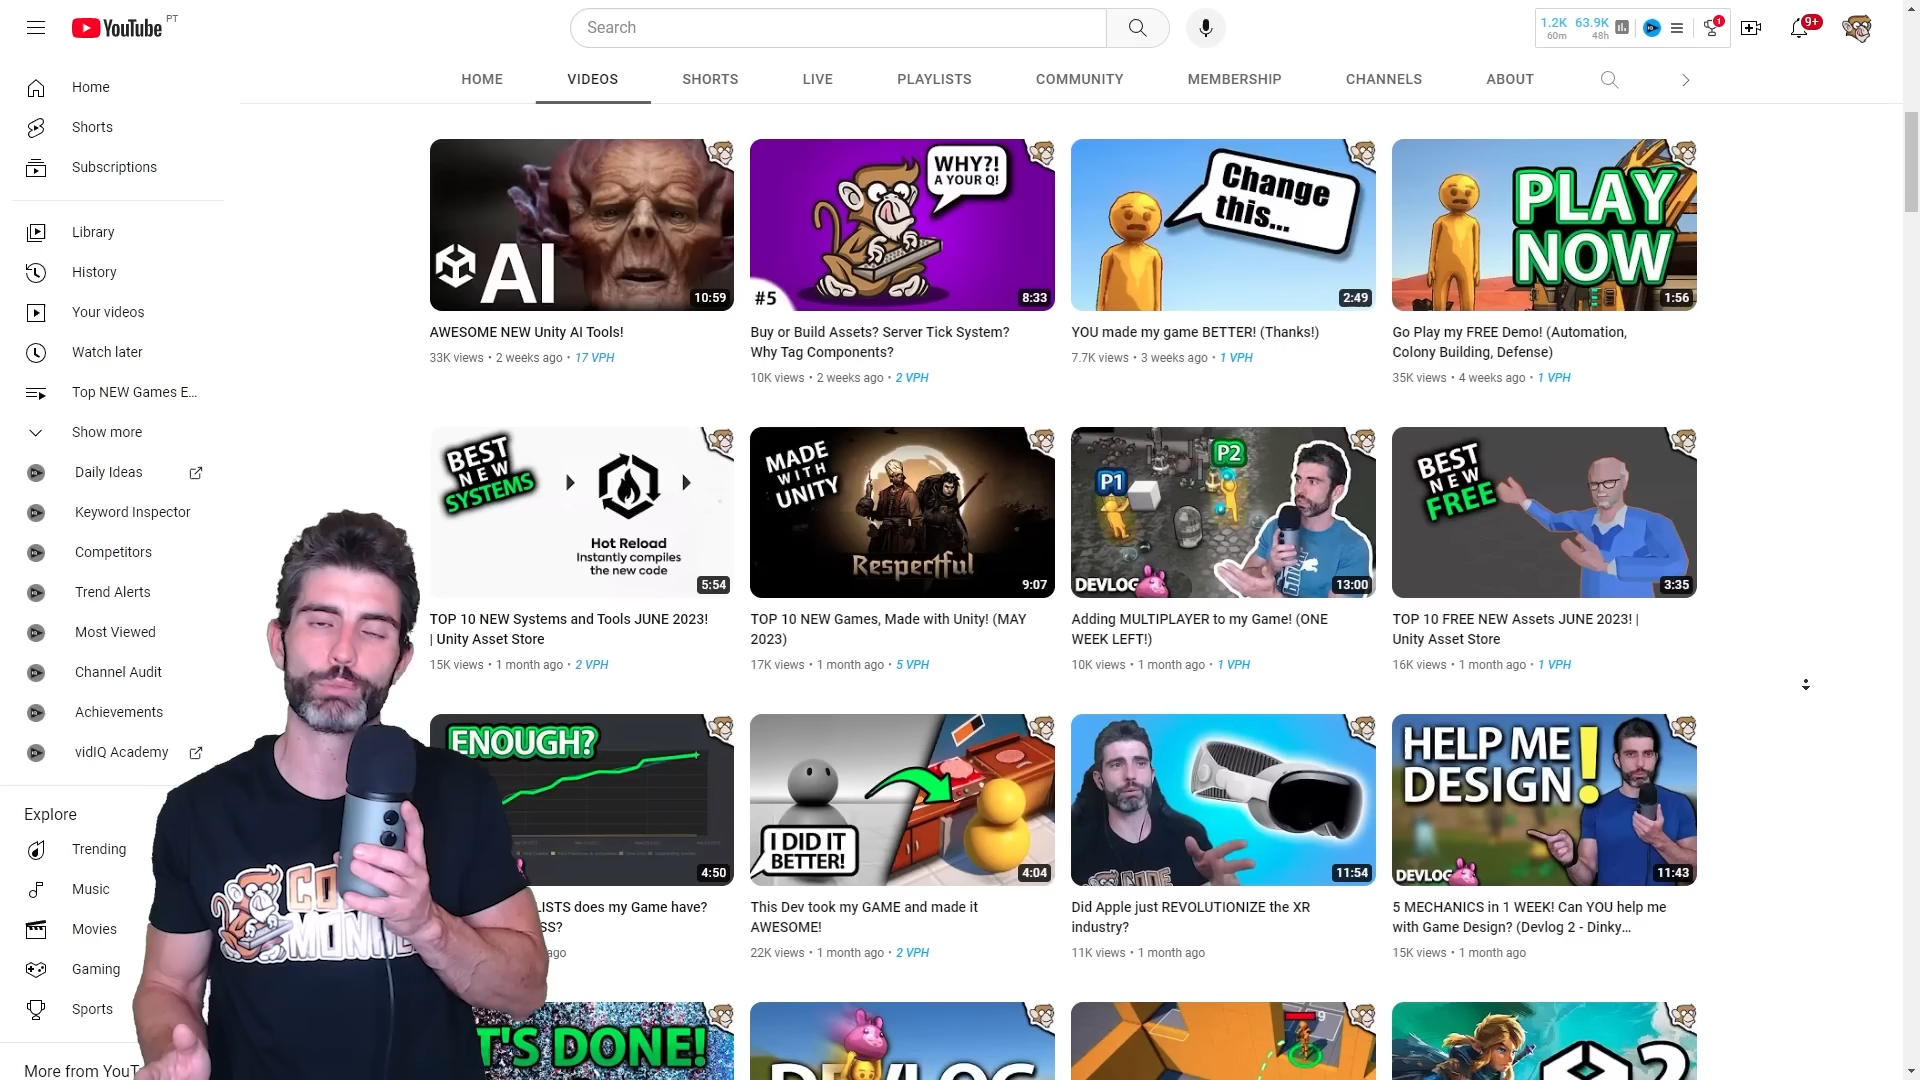 YouTube PT
Search
1.2K 63.9K
60m 48h
1
9+
HOME VIDEOS SHORTS LIVE PLAYLISTS COMMUNITY MEMBERSHIP CHANNELS ABOUT
Home
Shorts
Subscriptions
Library
History
Your videos
Watch later
Top NEW Games E...
Show more
Daily Ideas
Keyword Inspector
Competitors
Trend Alerts
Most Viewed
Channel Audit
Achievements
vidIQ Academy
Explore
Trending
Music
Movies
Gaming
Sports
More from YouT
AI
10:59
AWESOME NEW Unity AI Tools!
33K views • 2 weeks ago • 17 VPH
WHY?!
A YOUR Q!
#5
8:33
Buy or Build Assets? Server Tick System?
Why Tag Components?
10K views • 2 weeks ago • 2 VPH
Change
this...
2:49
YOU made my game BETTER! (Thanks!)
7.7K views • 3 weeks ago • 1 VPH
PLAY
NOW
1:56
Go Play my FREE Demo! (Automation,
Colony Building, Defense)
35K views • 4 weeks ago • 1 VPH
BEST
NEW
SYSTEMS
Hot Reload
Instantly compiles
the new code
5:54
TOP 10 NEW Systems and Tools JUNE 2023!
| Unity Asset Store
15K views • 1 month ago • 2 VPH
MADE
WITH
UNITY
Respectful
9:07
TOP 10 NEW Games, Made with Unity! (MAY
2023)
17K views • 1 month ago • 5 VPH
P1
P2
DEVLOG
13:00
Adding MULTIPLAYER to my Game! (ONE
WEEK LEFT!)
10K views • 1 month ago • 1 VPH
BEST
NEW
FREE
3:35
TOP 10 FREE NEW Assets JUNE 2023! |
Unity Asset Store
16K views • 1 month ago • 1 VPH
ENOUGH?
4:50
LISTS does my Game have?
SS?
ago
I DID IT
BETTER!
4:04
This Dev took my GAME and made it
AWESOME!
22K views • 1 month ago • 2 VPH
CODE
11:54
Did Apple just REVOLUTIONIZE the XR
industry?
11K views • 1 month ago
HELP ME
DESIGN!
DEVLOG
11:43
5 MECHANICS in 1 WEEK! Can YOU help me
with Game Design? (Devlog 2 - Dinky...
15K views • 1 month ago
T'S DONE!
DEVLOG
9
2
CO
MONKE